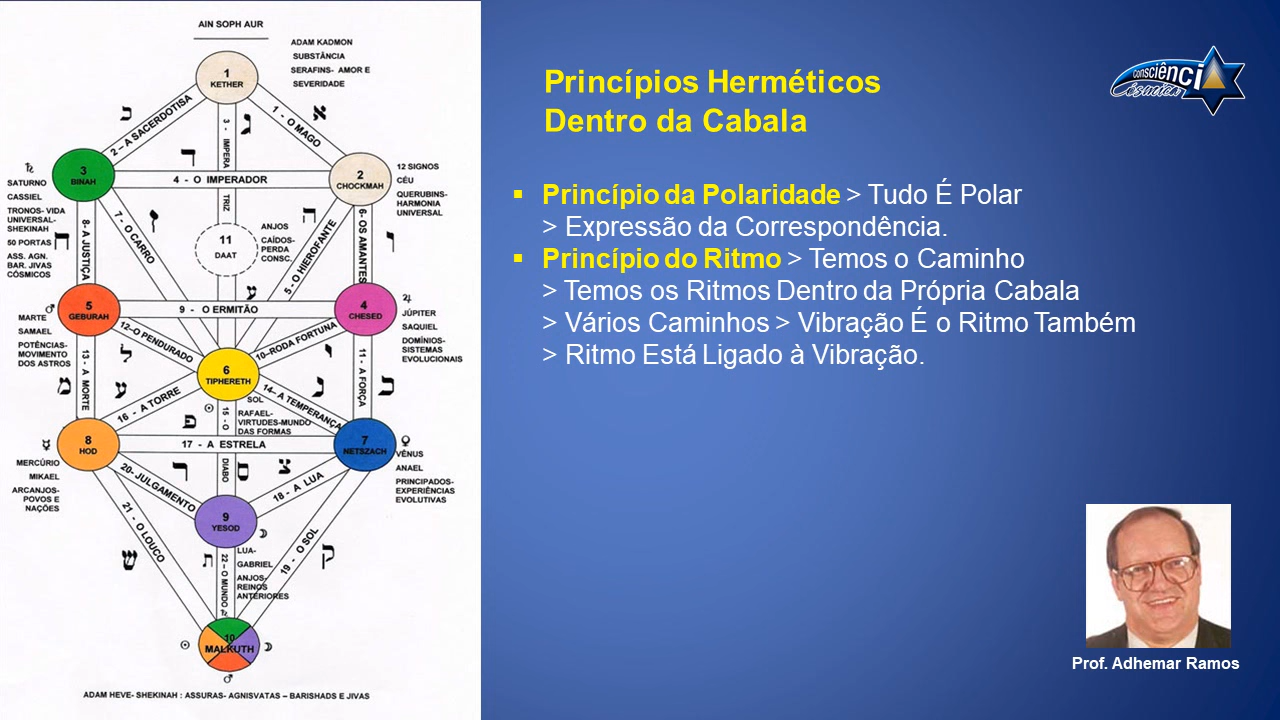 AIN SOPH AUR
ADAM KADMON
SUBSTÂNCIA
SERAFINS- AMOR E
SEVERIDADE
1
KETHER
כ
2 – A SACERDOTISA
3 - IMPERA
TRIZ
ג
1 - O MAGO
א
ד
4 - O IMPERADOR
3
BINAH
2
CHOCKMAH
♄
SATURNO
CASSIEL
TRONOS- VIDA
UNIVERSAL-
SHEKINAH
50 PORTAS
ASS. AGN.
BAR. JIVAS
CÓSMICOS
12 SIGNOS
CÉU
QUERUBINS-
HARMONIA
UNIVERSAL
8- A JUSTIÇA
ח
7 - O CARRO
ז
11
DAAT
ANJOS
CAÍDOS-
PERDA
CONSC.
ה
5 - O HIEROFANTE
6- OS AMANTES
ו
ע
9 - O ERMITÃO
5
GEBURAH
4
CHESED
♂
MARTE
SAMAEL
POTÊNCIAS-
MOVIMENTO
DOS ASTROS
♃
JÚPITER
SAQUIEL
DOMÍNIOS-
SISTEMAS
EVOLUCIONAIS
12–O PENDURADO
10–RODA FORTUNA
ל
י
6
TIPHERETH
13 - A MORTE
מ
ע
11 - A FORÇA
כ
16 - A TORRE
14– A TEMPERANÇA
נ
☉
SOL
RAFAEL-
VIRTUDES-MUNDO
DAS FORMAS
פ
15 - O
DIABO
17 - A ESTRELA
8
HOD
7
NETSZACH
☿
MERCÚRIO
MIKAEL
ARCANJOS-
POVOS E
NAÇÕES
♀
VÊNUS
ANAEL
PRINCIPADOS-
EXPERIÊNCIAS
EVOLUTIVAS
20- JULGAMENTO
ר
ס
צ
18 - A LUA
9
YESOD
☽
LUA-
GABRIEL
ANJOS-
REINOS
ANTERIORES
21 - O LOUCO
ש
ת
22 – O MUNDO
19 - O SOL
ק
♄
10
MALKUTH
☉
☽
♂
ADAM HEVE- SHEKINAH : ASSURAS- AGNISVATAS – BARISHADS E JIVAS
Princípios Herméticos
Dentro da Cabala
Consciênci
Cósmica
▪ Princípio da Polaridade > Tudo É Polar
> Expressão da Correspondência.
▪ Princípio do Ritmo > Temos o Caminho
> Temos os Ritmos Dentro da Própria Cabala
> Vários Caminhos > Vibração É o Ritmo Também
> Ritmo Está Ligado à Vibração.
Prof. Adhemar Ramos